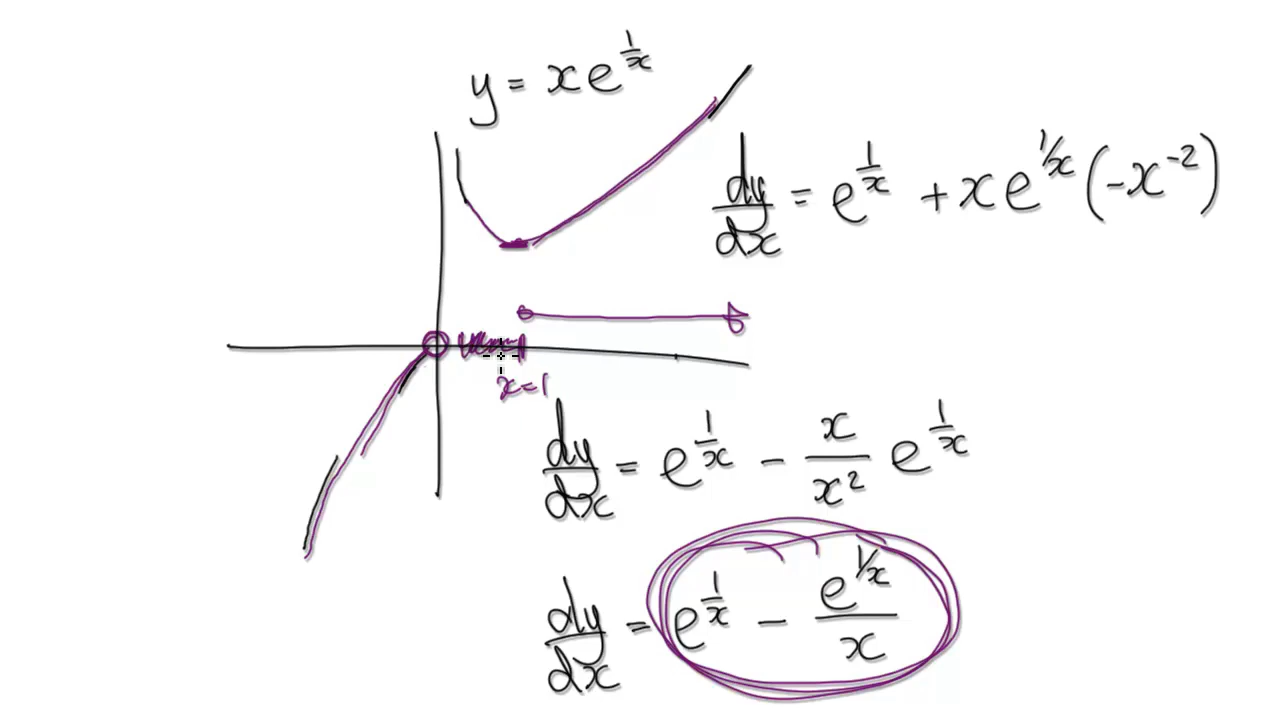 y = xe^{1/x}
dy/dx = e^{1/x} + xe^{1/x}(-x^{-2})
x=1
dy/dx = e^{1/x} - x/x² e^{1/x}
dy/dx = e^{1/x} - e^{1/x}/x